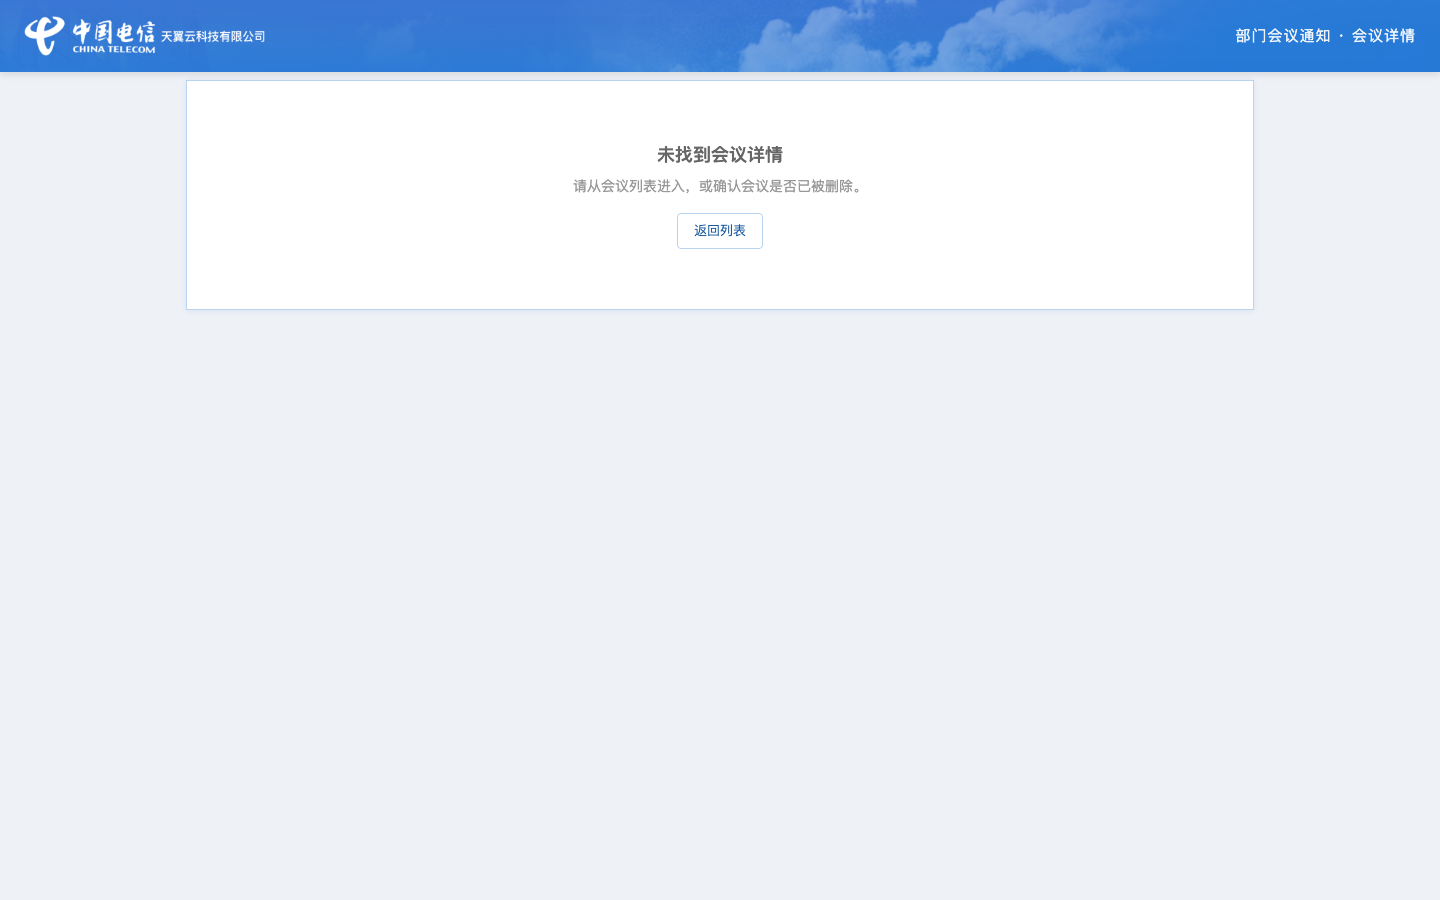 中国电信
CHINA TELECOM
天翼云科技有限公司
部门会议通知 · 会议详情
未找到会议详情
请从会议列表进入，或确认会议是否已被删除。
返回列表